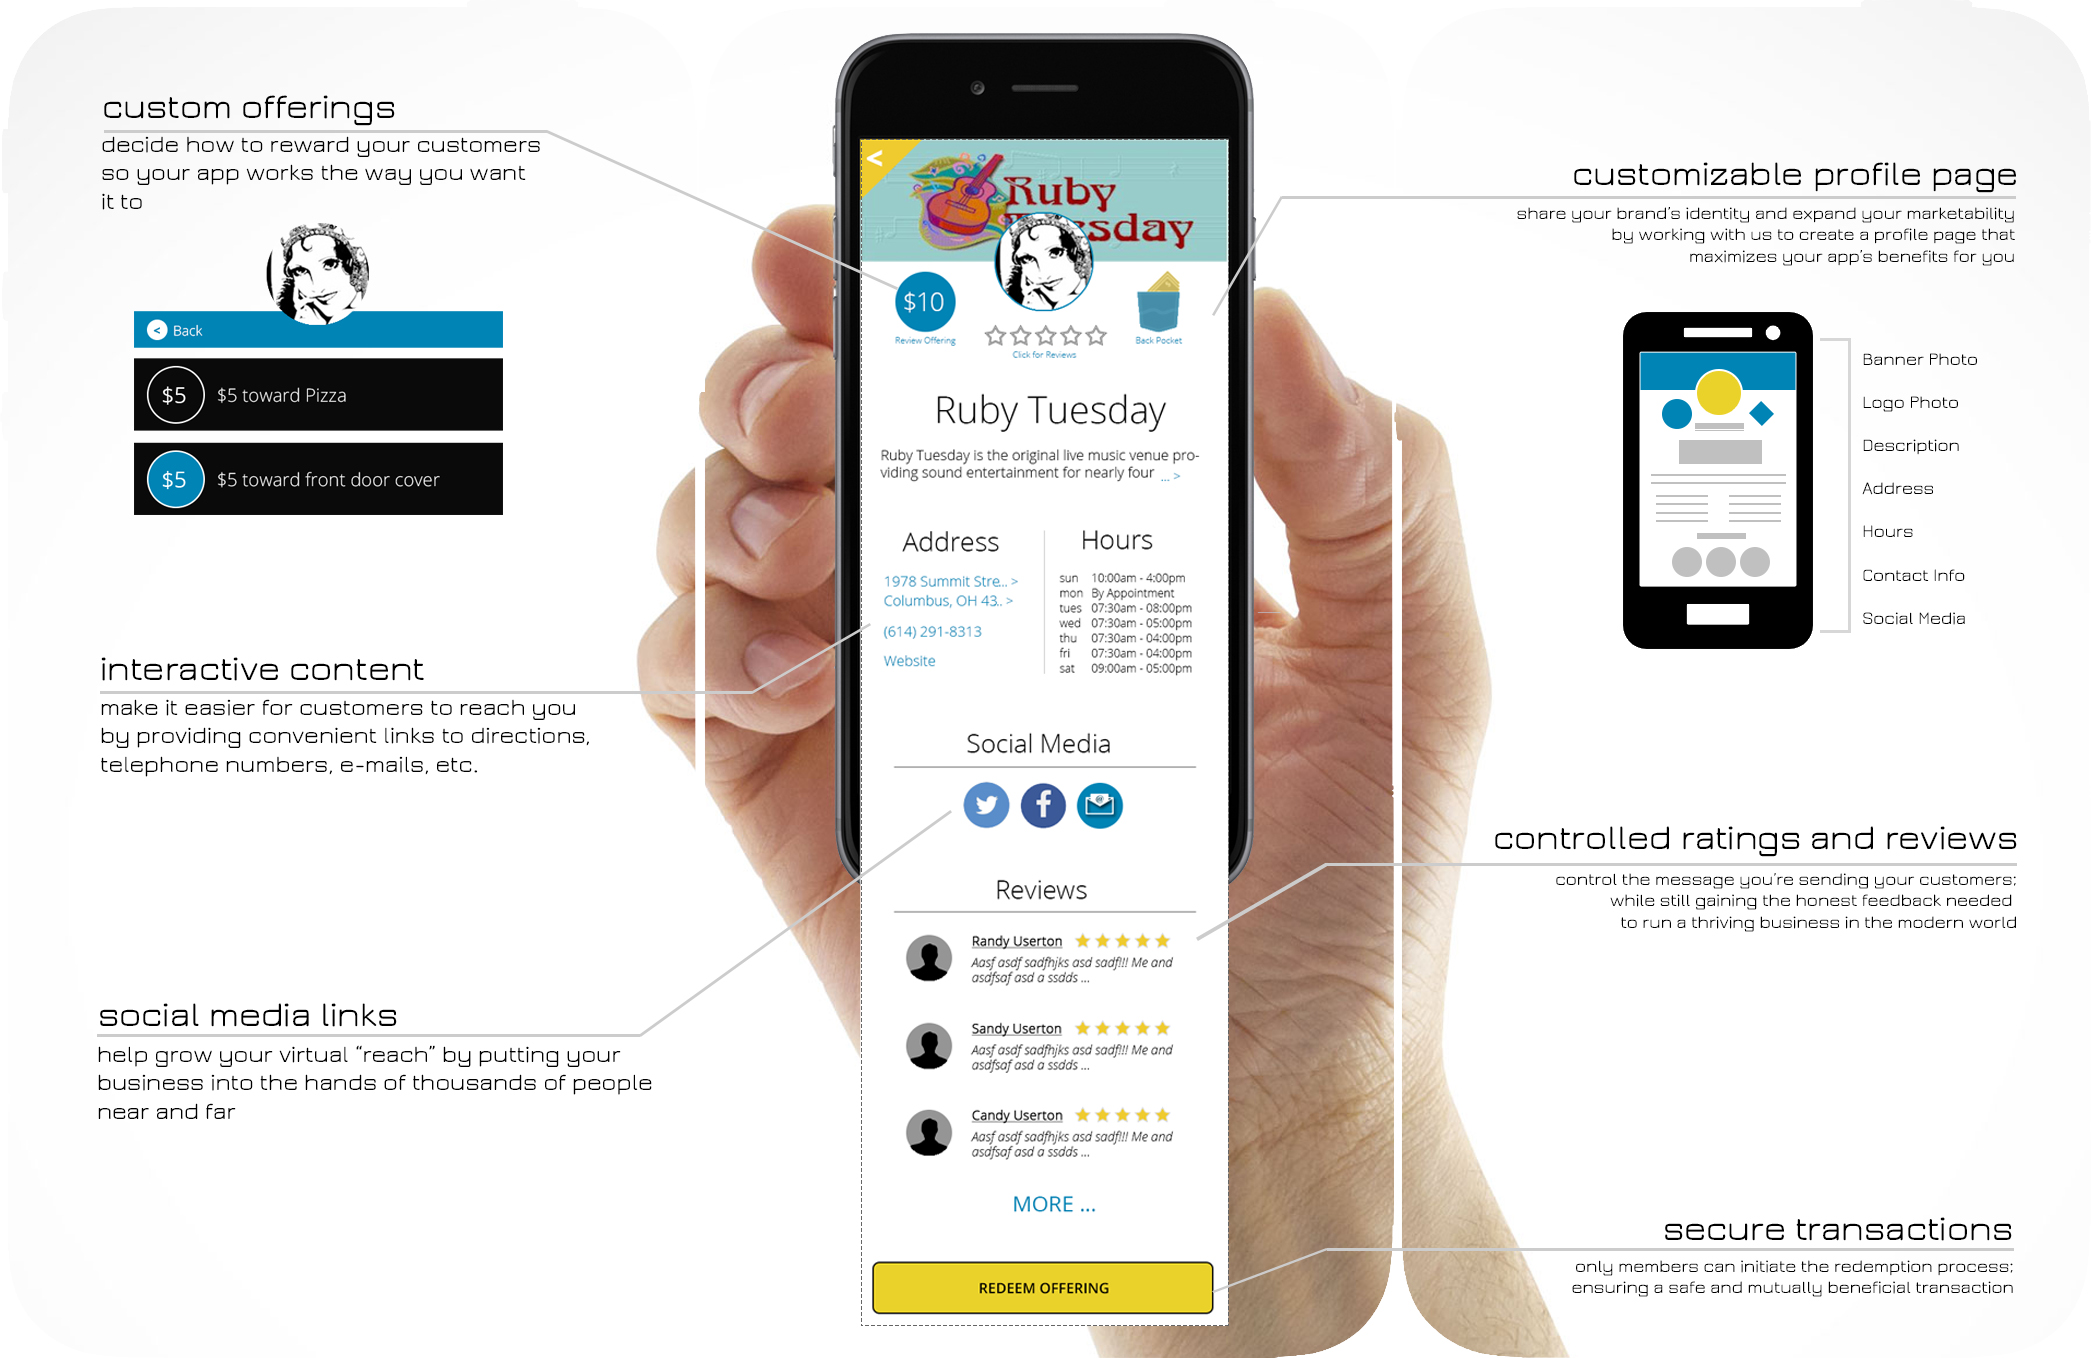 custom offerings
decide how to reward your customers
so your app works the way you want
it to
< Back
$5 $5 toward Pizza
$5 $5 toward front door cover
interactive content
make it easier for customers to reach you
by providing convenient links to directions,
telephone numbers, e-mails, etc.
social media links
help grow your virtual “reach” by putting your
business into the hands of thousands of people
near and far
<
Ruby
Tuesday
$10
Review Offering
Click for Reviews
Back Pocket
Ruby Tuesday
Ruby Tuesday is the original live music venue pro-
viding sound entertainment for nearly four ... >
Address
1978 Summit Stre... >
Columbus, OH 43.. >
(614) 291-8313
Website
Hours
sun 10:00am - 4:00pm
mon By Appointment
tues 07:30am - 08:00pm
wed 07:30am - 05:00pm
thu 07:30am - 04:00pm
fri 07:30am - 04:00pm
sat 09:00am - 05:00pm
Social Media
Reviews
Randy Userton
Aasf asdf sadfhjks asd sadf!!! Me and
asdfsaf asd a ssdds ...
Sandy Userton
Aasf asdf sadfhjks asd sadf!!! Me and
asdfsaf asd a ssdds ...
Candy Userton
Aasf asdf sadfhjks asd sadf!!! Me and
asdfsaf asd a ssdds ...
MORE ...
REDEEM OFFERING
customizable profile page
share your brand’s identity and expand your marketability
by working with us to create a profile page that
maximizes your app’s benefits for you
Banner Photo
Logo Photo
Description
Address
Hours
Contact Info
Social Media
controlled ratings and reviews
control the message you’re sending your customers;
while still gaining the honest feedback needed
to run a thriving business in the modern world
secure transactions
only members can initiate the redemption process;
ensuring a safe and mutually beneficial transaction